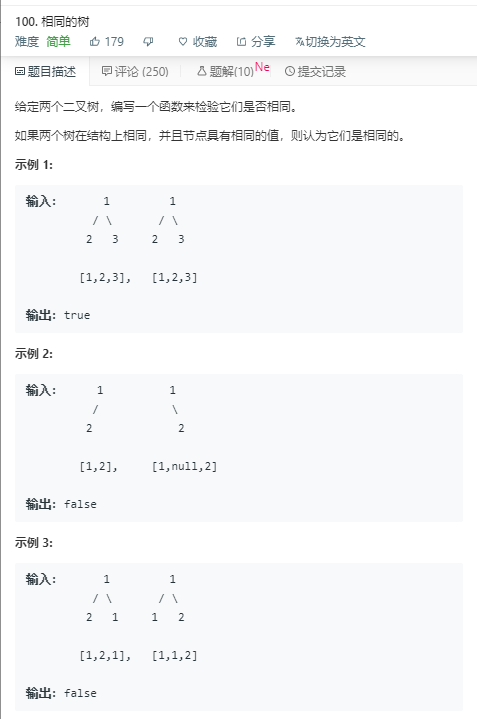 100. 相同的树
难度 简单 179 收藏 分享 切换为英文
题目描述 评论 (250) 题解(10) Ne 提交记录
给定两个二叉树，编写一个函数来检验它们是否相同。
如果两个树在结构上相同，并且节点具有相同的值，则认为它们是相同的。
示例 1:
输入:       1         1
          / \       / \
         2   3     2   3
        [1,2,3],   [1,2,3]
输出: true
示例 2:
输入:      1          1
          /           \
         2             2
        [1,2],     [1,null,2]
输出: false
示例 3:
输入:       1         1
          / \       / \
         2   1     1   2
        [1,2,1],   [1,1,2]
输出: false